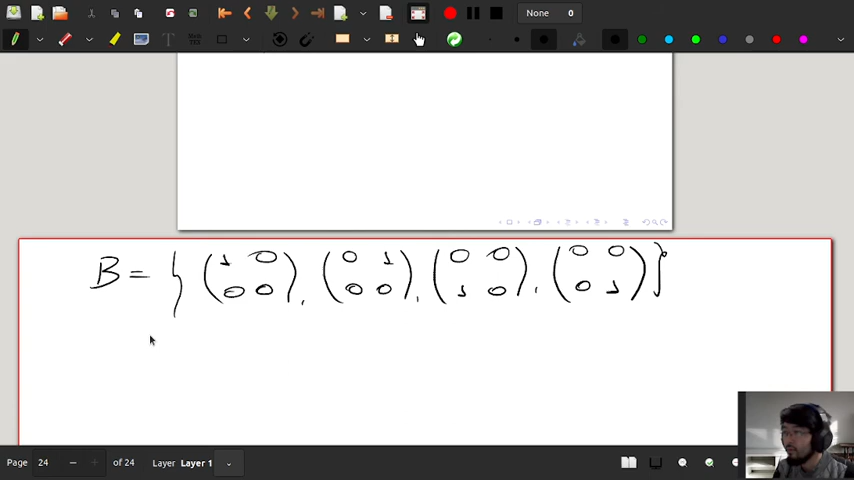 None 0
B = { (1 0
0 0), (0 1
0 0), (0 0
1 0), (0 0
0 1) }
Page 24 of 24 Layer Layer 1